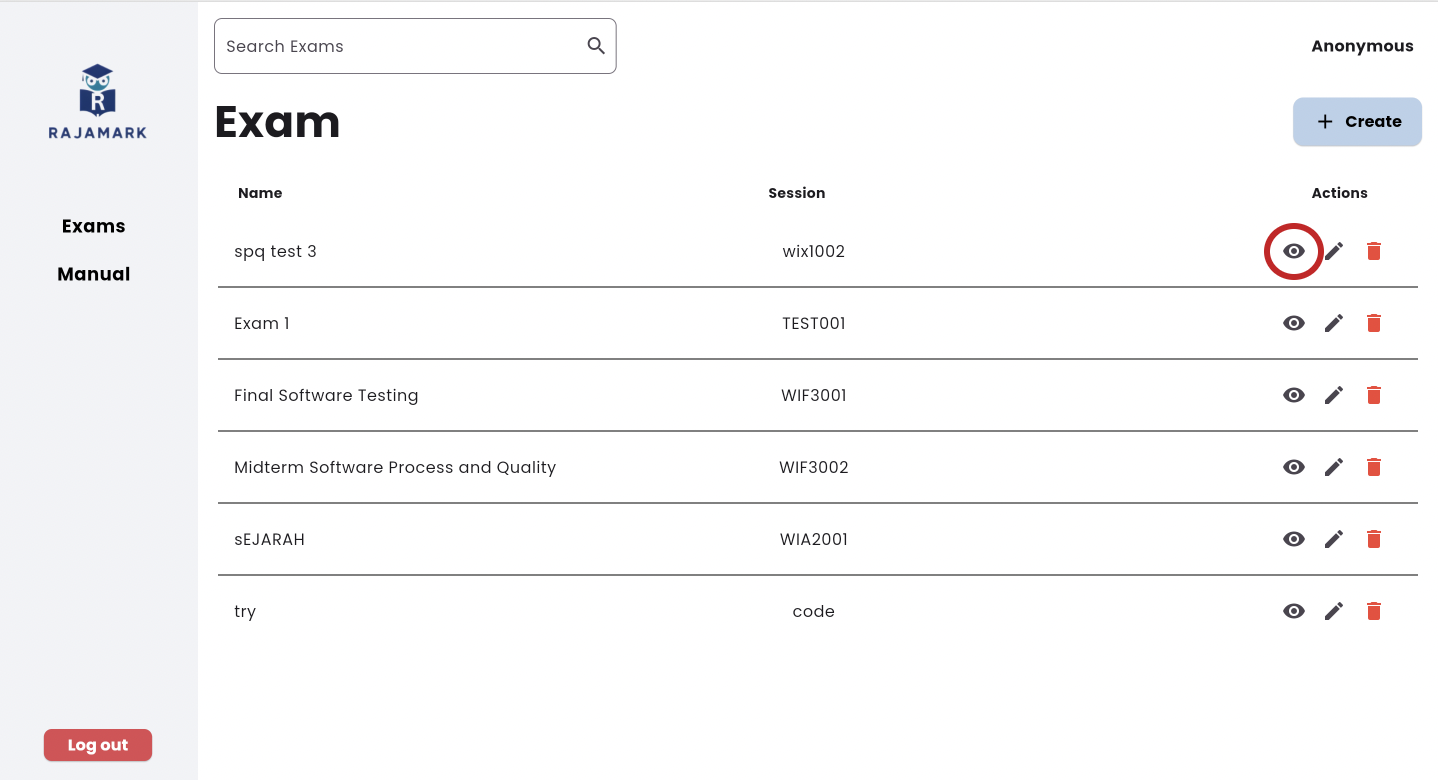 Search Exams
Anonymous
R
RAJAMARK
Exam
Create
Name Session Actions
Exams
spq test 3 wix1002
Manual
Exam 1 TEST001
Final Software Testing WIF3001
Midterm Software Process and Quality WIF3002
sEJARAH WIA2001
try code
Log out